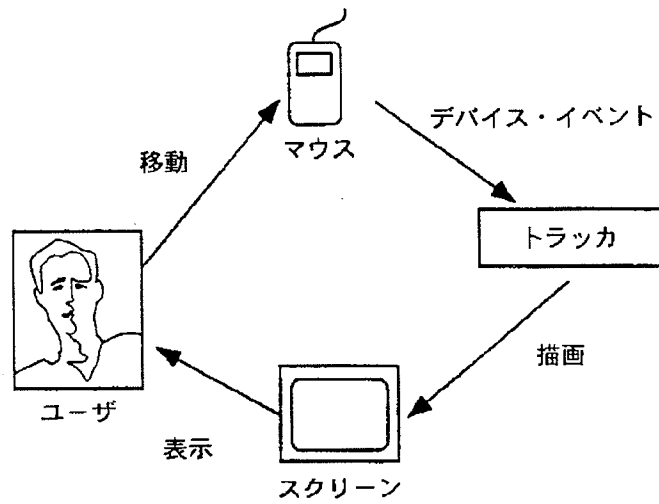 マウス
デバイス・イベント
移動
トラッカ
描画
ユーザ
表示
スクリーン